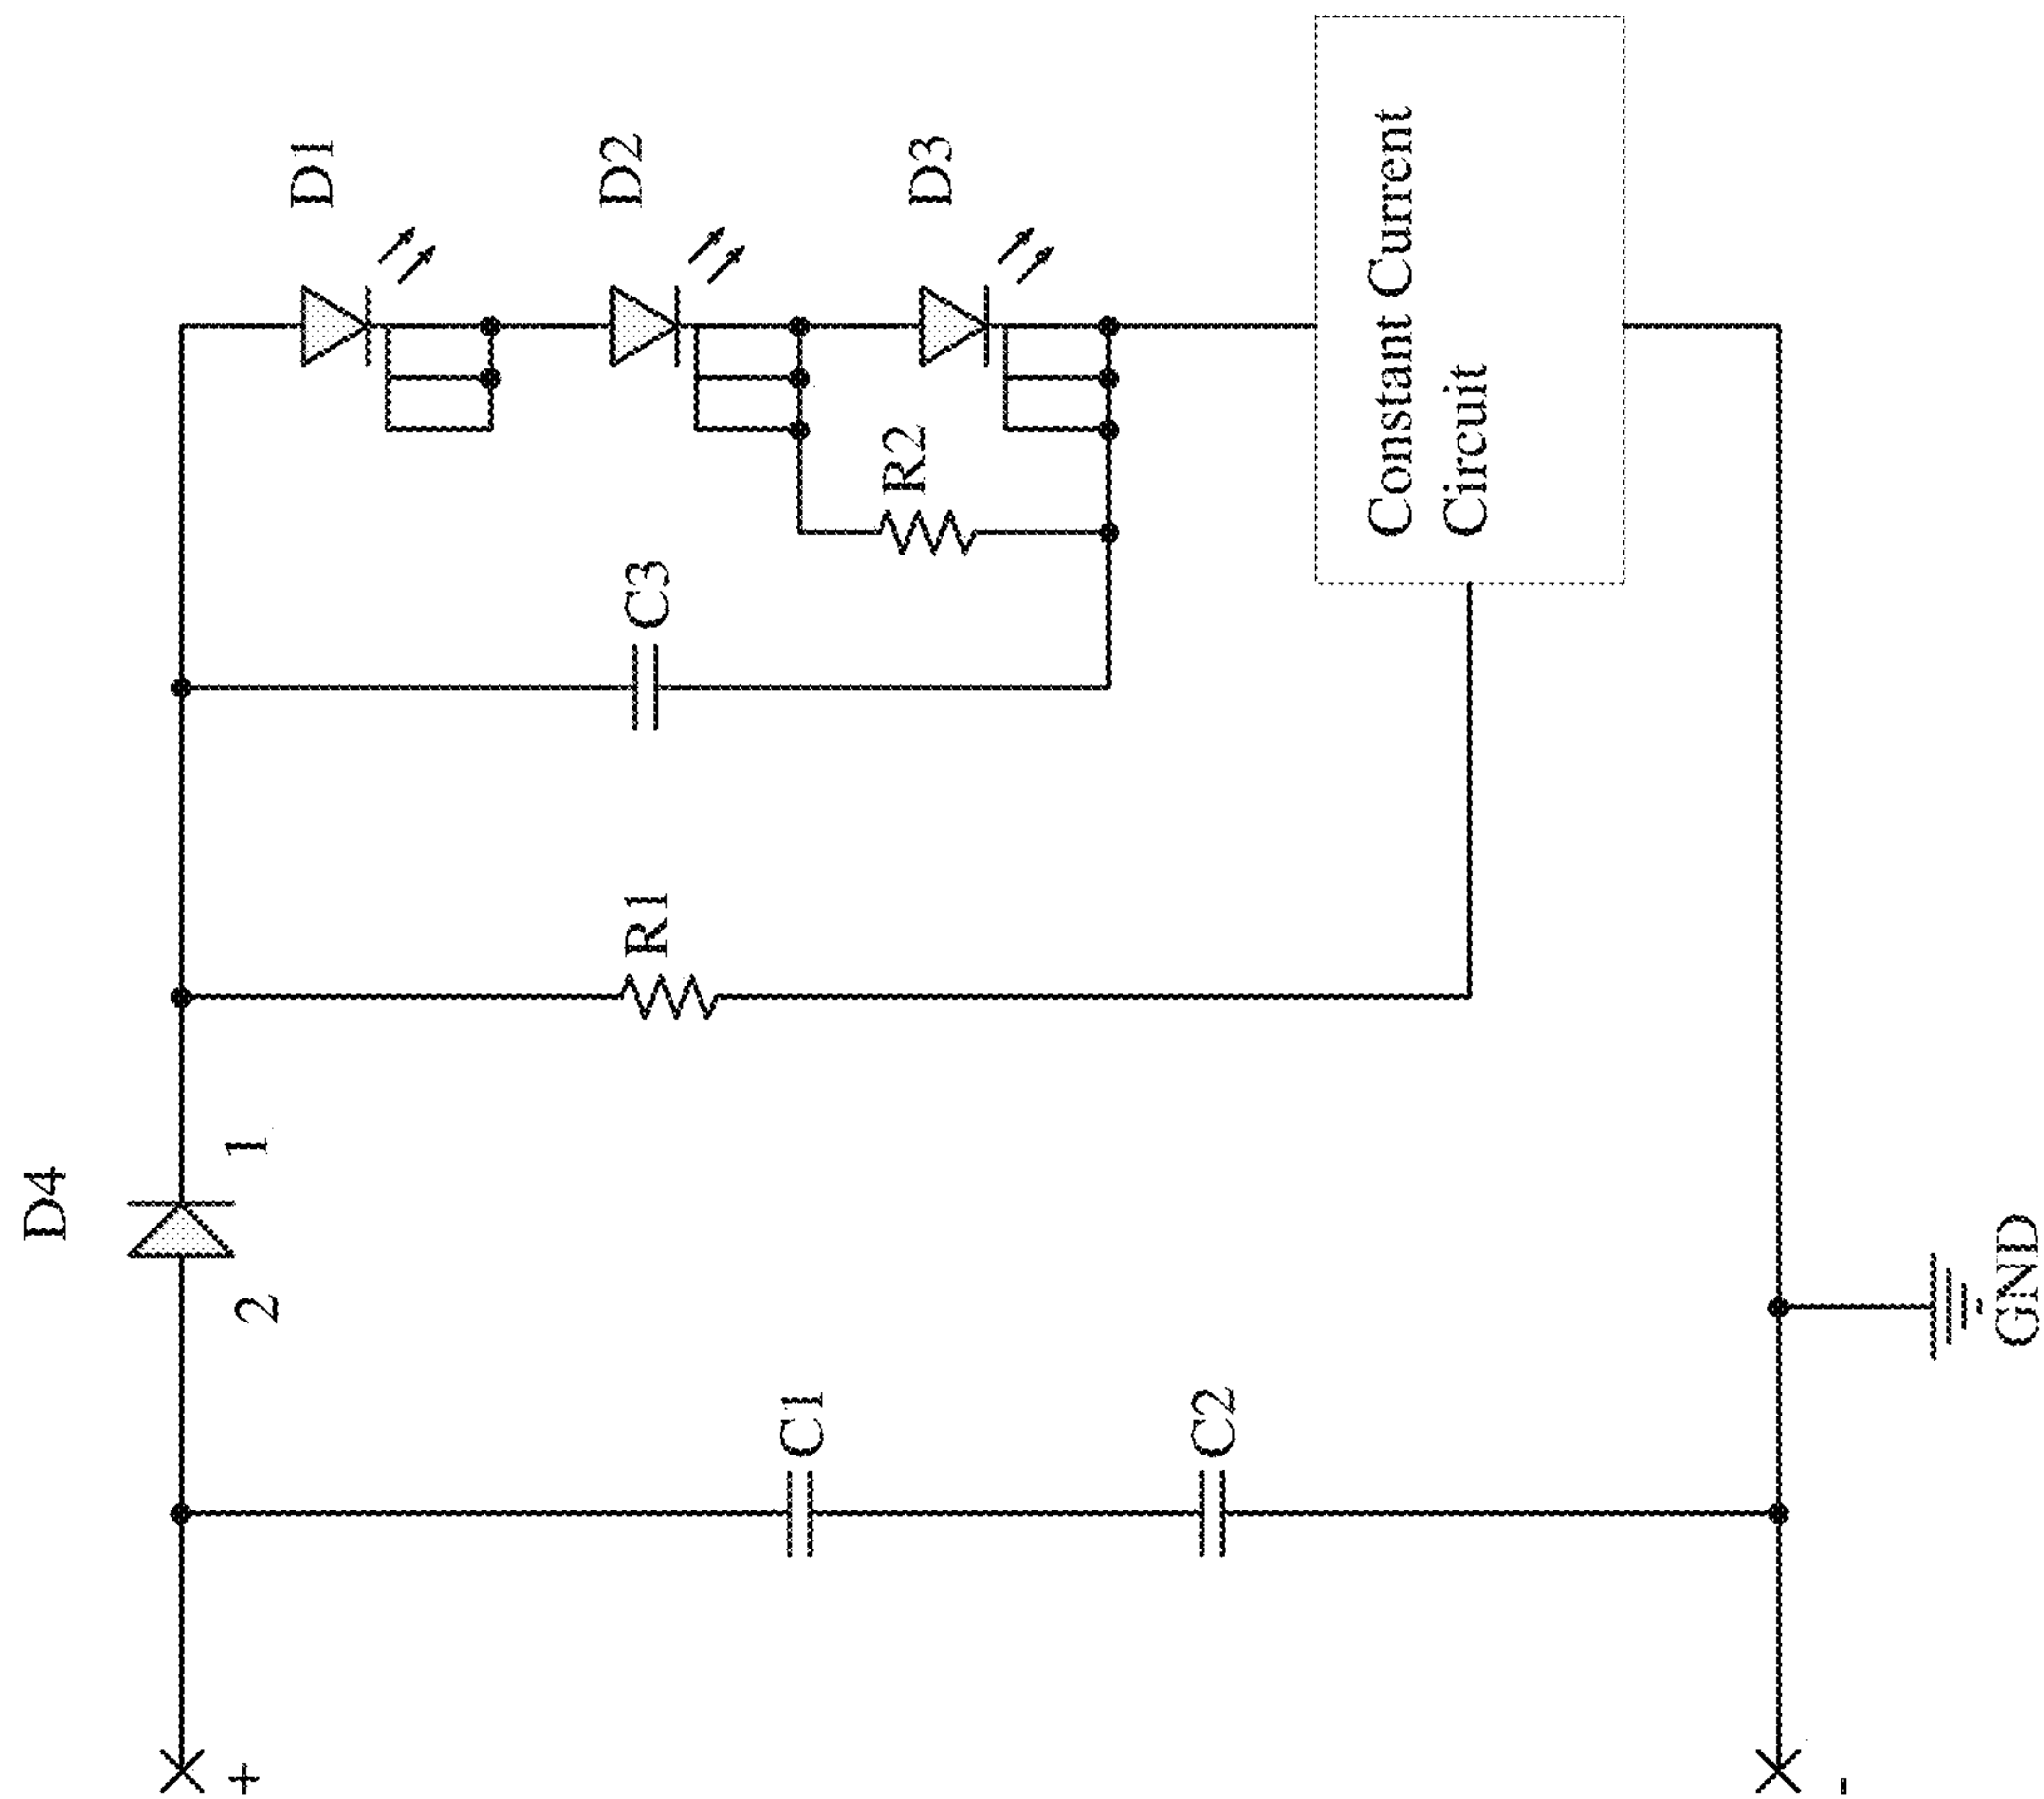 D4
2
1
+
C1
C2
R1
C3
R2
D1
D2
D3
Constant Current
Circuit
GND
-